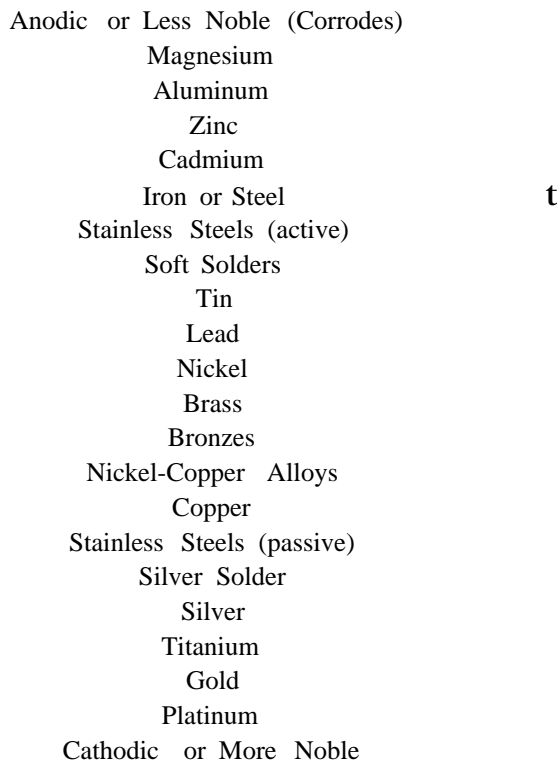 Anodic or Less Noble (Corrodes)
Magnesium
Aluminum
Zinc
Cadmium
Iron or Steel t
Stainless Steels (active)
Soft Solders
Tin
Lead
Nickel
Brass
Bronzes
Nickel-Copper Alloys
Copper
Stainless Steels (passive)
Silver Solder
Silver
Titanium
Gold
Platinum
Cathodic or More Noble